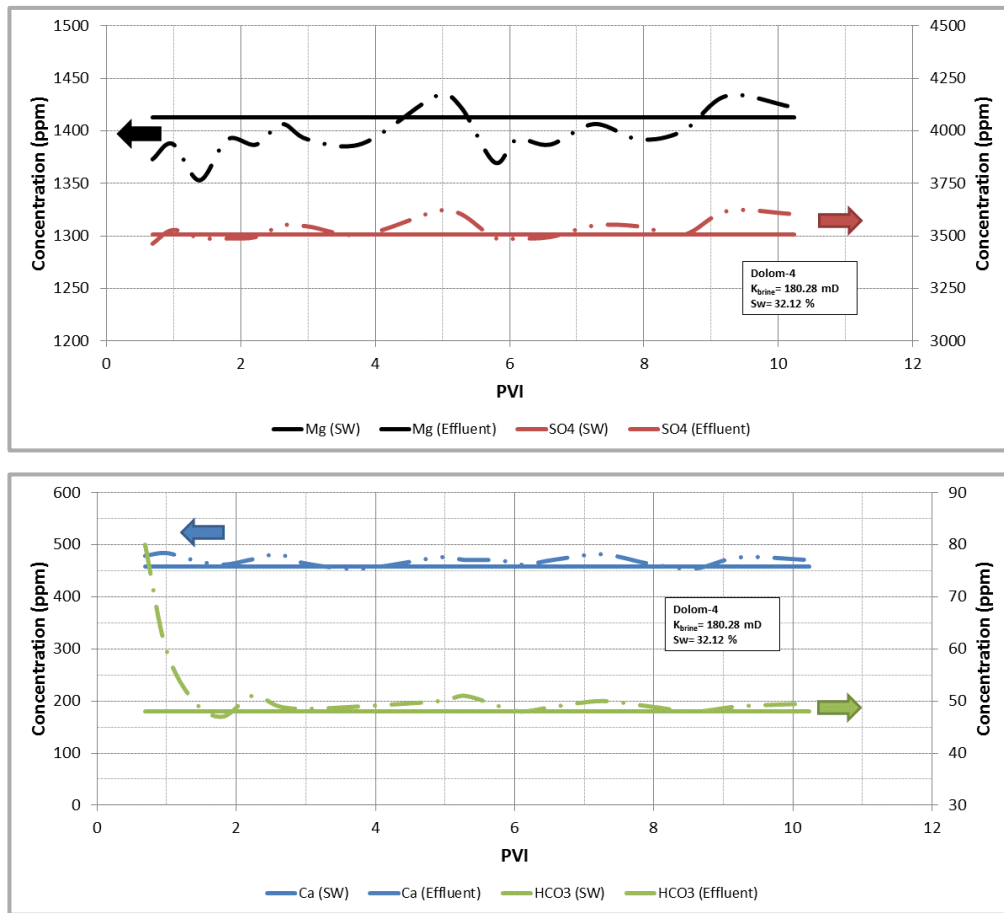 1500
1450
1400
1350
1300
1250
1200
4500
4250
4000
3750
3500
3250
3000
0 2 4 6 8 10 12
Concentration (ppm)
Concentration (ppm)
PVI
Dolom-4
Kbrine= 180.28 mD
Sw= 32.12 %
Mg (SW) Mg (Effluent) SO4 (SW) SO4 (Effluent)
600
500
400
300
200
100
0
90
80
70
60
50
40
30
0 2 4 6 8 10 12
Concentration (ppm)
Concentration (ppm)
PVI
Dolom-4
Kbrine= 180.28 mD
Sw= 32.12 %
Ca (SW) Ca (Effluent) HCO3 (SW) HCO3 (Effluent)